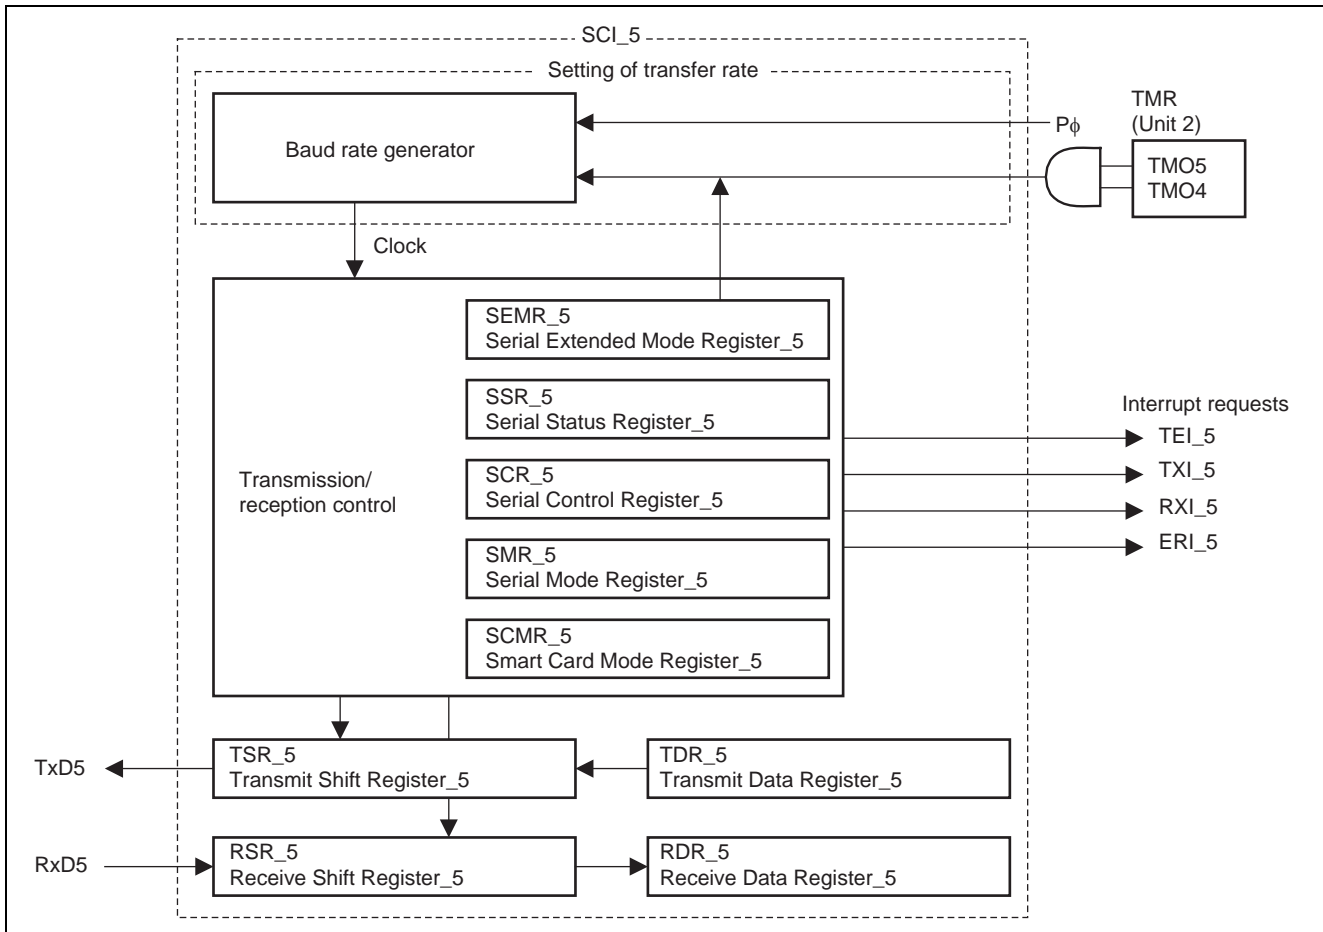 SCI_5
Setting of transfer rate
TMR
(Unit 2)
Pϕ
Baud rate generator
TMO5
TMO4
Clock
SEMR_5
Serial Extended Mode Register_5
SSR_5
Serial Status Register_5
Interrupt requests
TEI_5
TXI_5
RXI_5
ERI_5
Transmission/
reception control
SCR_5
Serial Control Register_5
SMR_5
Serial Mode Register_5
SCMR_5
Smart Card Mode Register_5
TxD5
TSR_5
Transmit Shift Register_5
TDR_5
Transmit Data Register_5
RxD5
RSR_5
Receive Shift Register_5
RDR_5
Receive Data Register_5